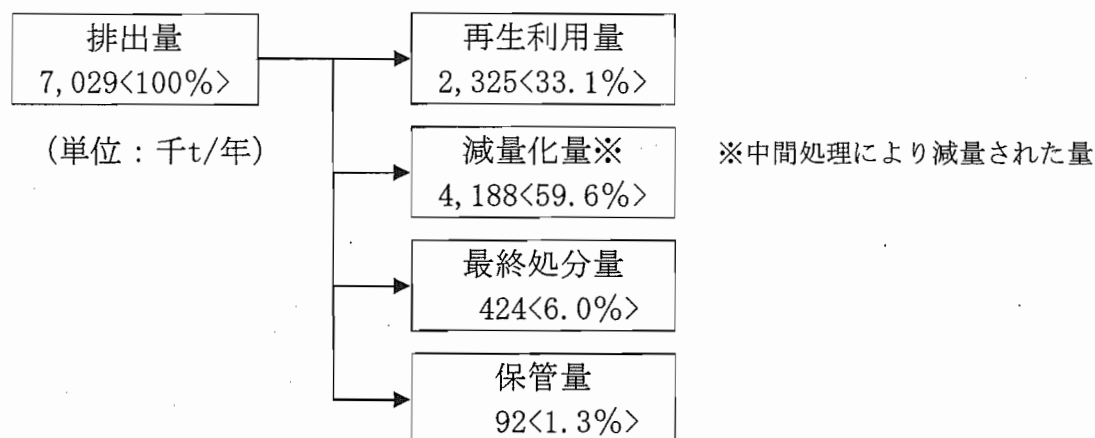 排出量
7,029<100%>
(単位：千t/年)
再生利用量
2,325<33.1%>
減量化量※
4,188<59.6%>
※中間処理により減量された量
最終処分量
424<6.0%>
保管量
92<1.3%>